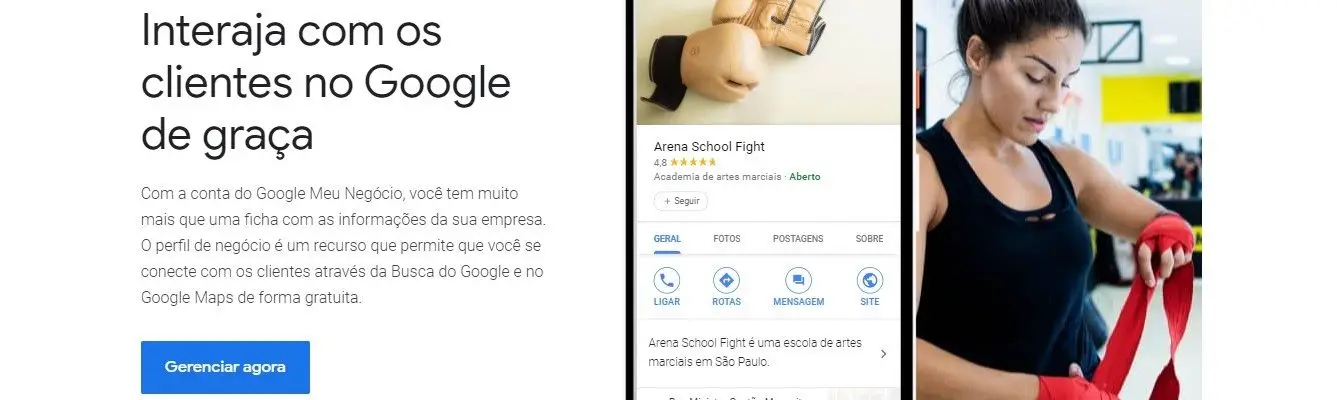 Interaja com os
clientes no Google
de graça
Com a conta do Google Meu Negócio, você tem muito
mais que uma ficha com as informações da sua empresa.
O perfil de negócio é um recurso que permite que você se
conecte com os clientes através da Busca do Google e no
Google Maps de forma gratuita.
Gerenciar agora
Arena School Fight
4,8
Academia de artes marciais · Aberto
+ Seguir
GERAL FOTOS POSTAGENS SOBRE
LIGAR ROTAS MENSAGEM SITE
Arena School Fight é uma escola de artes
marciais em São Paulo.